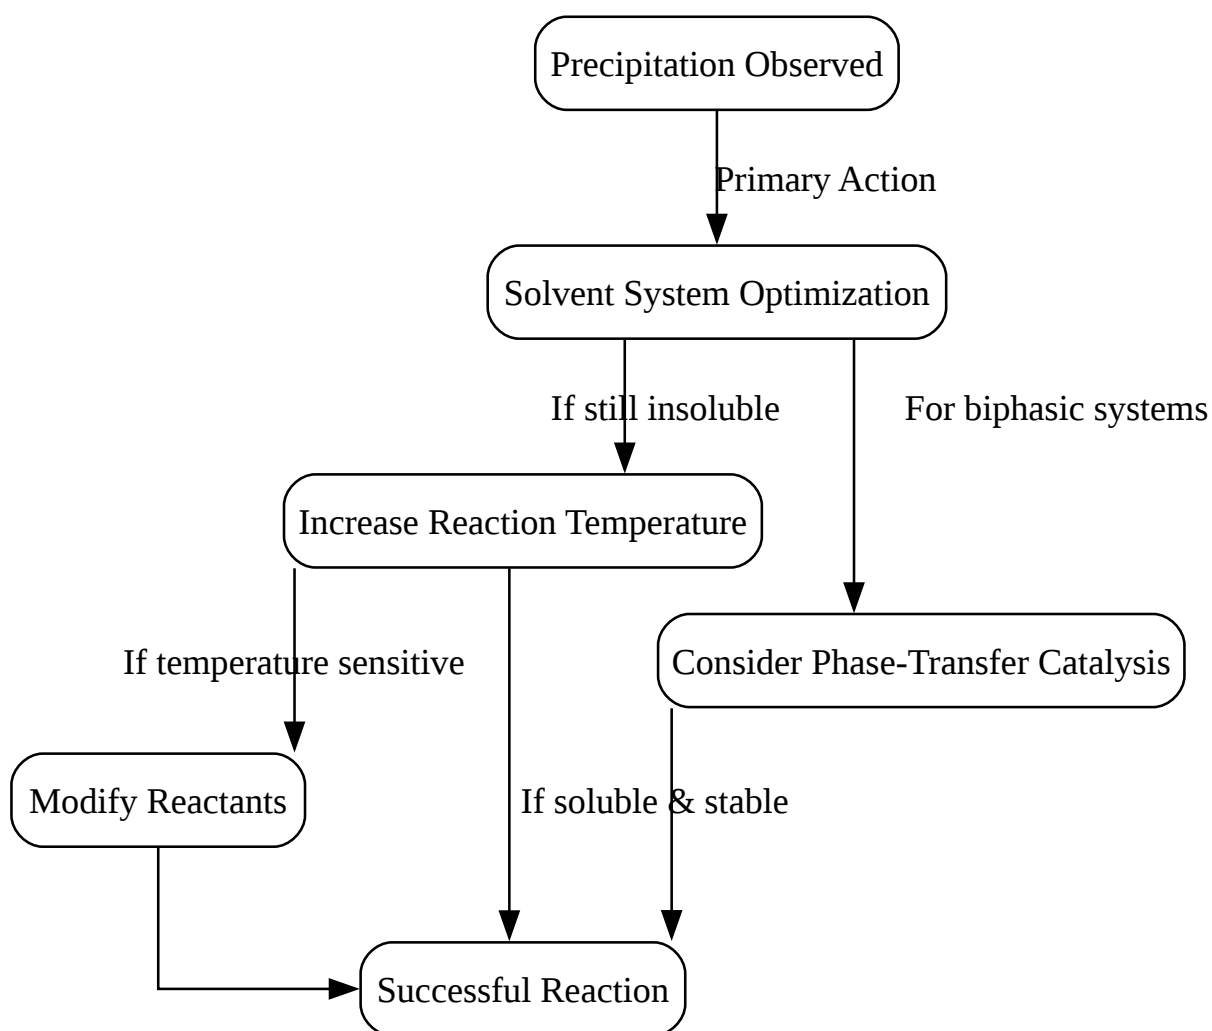 Precipitation Observed
Primary Action
Solvent System Optimization
If still insoluble
For biphasic systems
Increase Reaction Temperature
If temperature sensitive
Consider Phase-Transfer Catalysis
Modify Reactants
If soluble & stable
Successful Reaction